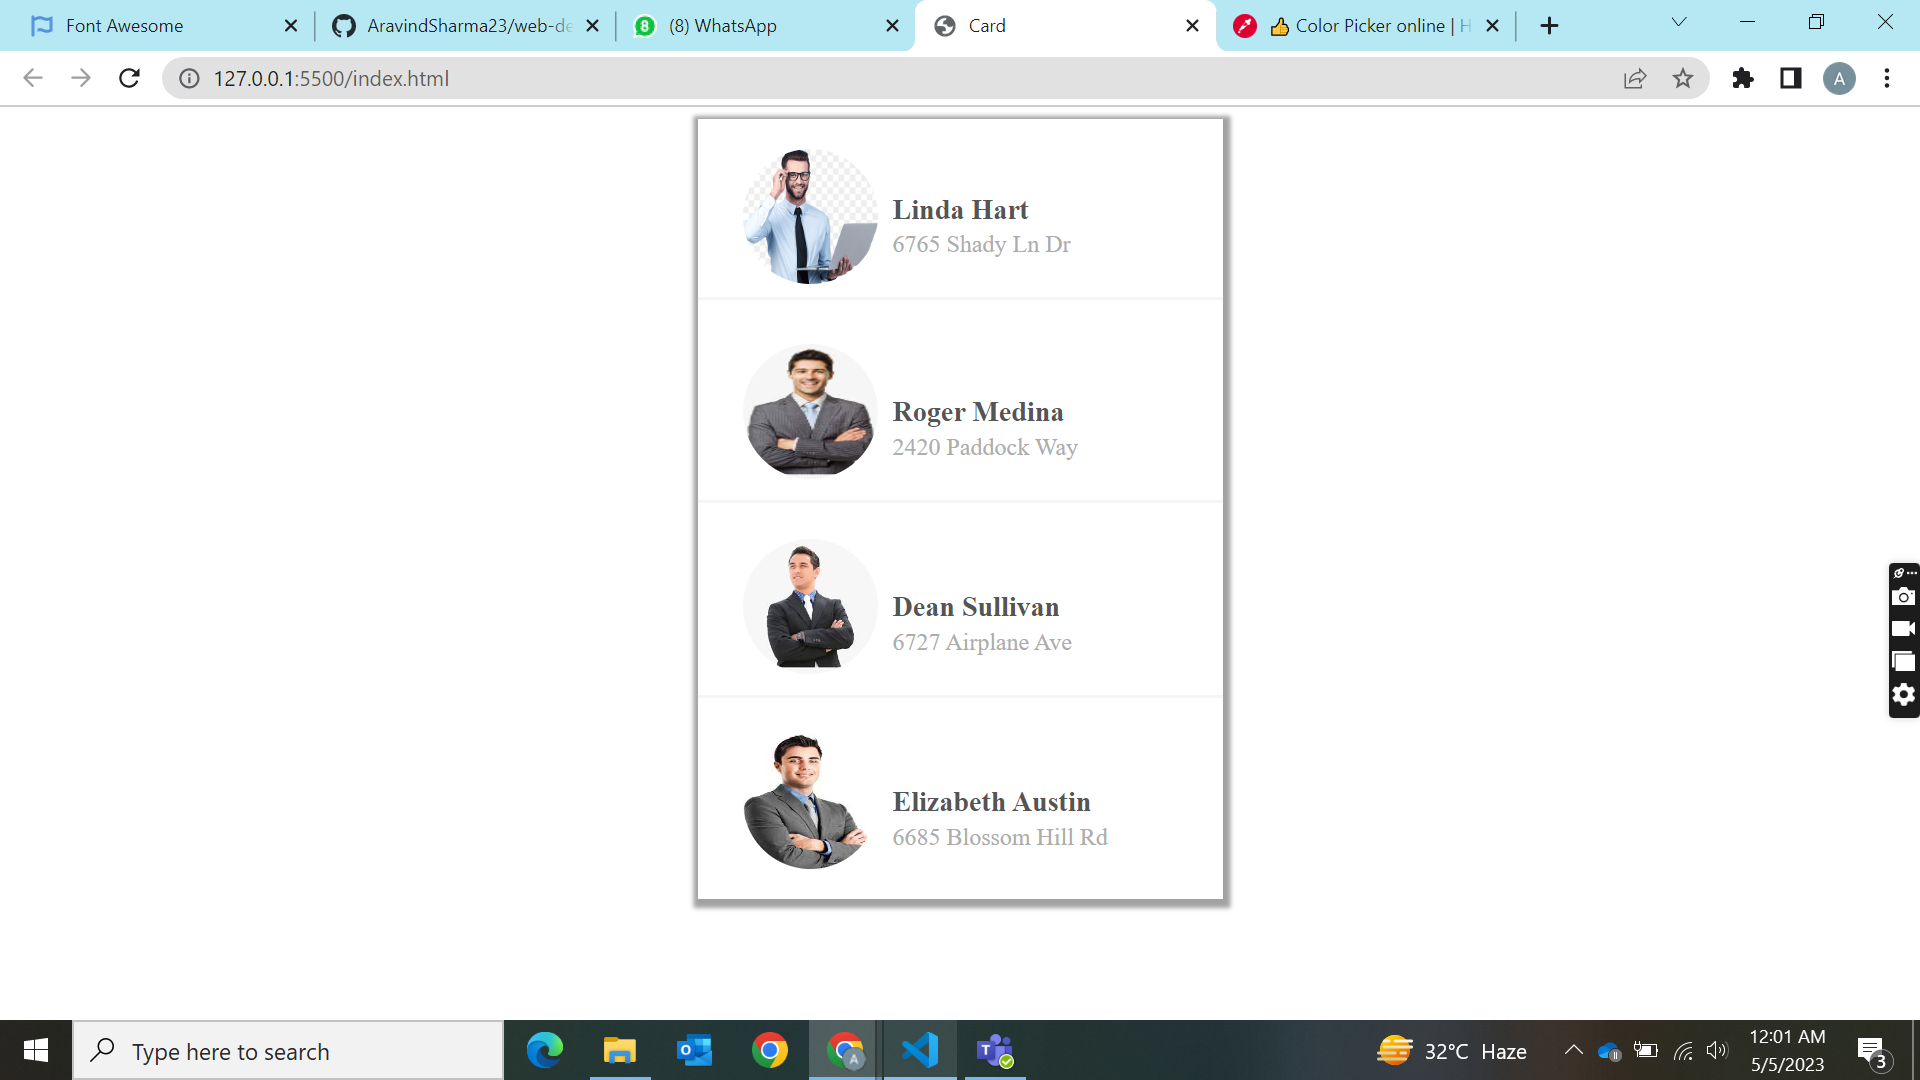 Font Awesome
AravindSharma23/web-de
8
(8) WhatsApp
Card
👍 Color Picker online | H
127.0.0.1:5500/index.html
A
Linda Hart
6765 Shady Ln Dr
Roger Medina
2420 Paddock Way
Dean Sullivan
6727 Airplane Ave
Elizabeth Austin
6685 Blossom Hill Rd
Type here to search
A
32°C Haze
12:01 AM
5/5/2023
3